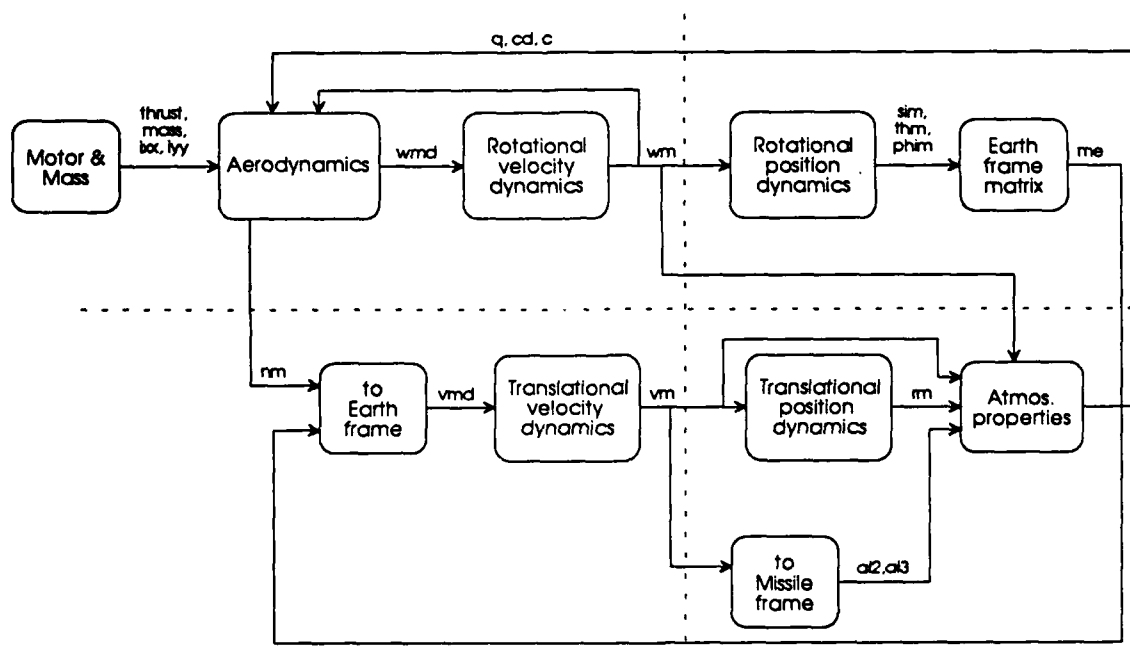 q, cd, c
thrust,
mass,
ixx, iyy
Motor &
Mass
Aerodynamics
wmd
Rotational
velocity
dynamics
wm
Rotational
position
dynamics
sim,
thm,
phim
Earth
frame
matrix
me
nm
to
Earth
frame
vmd
Translational
velocity
dynamics
vm
Translational
position
dynamics
rm
Atmos.
properties
to
Missile
frame
al2,al3